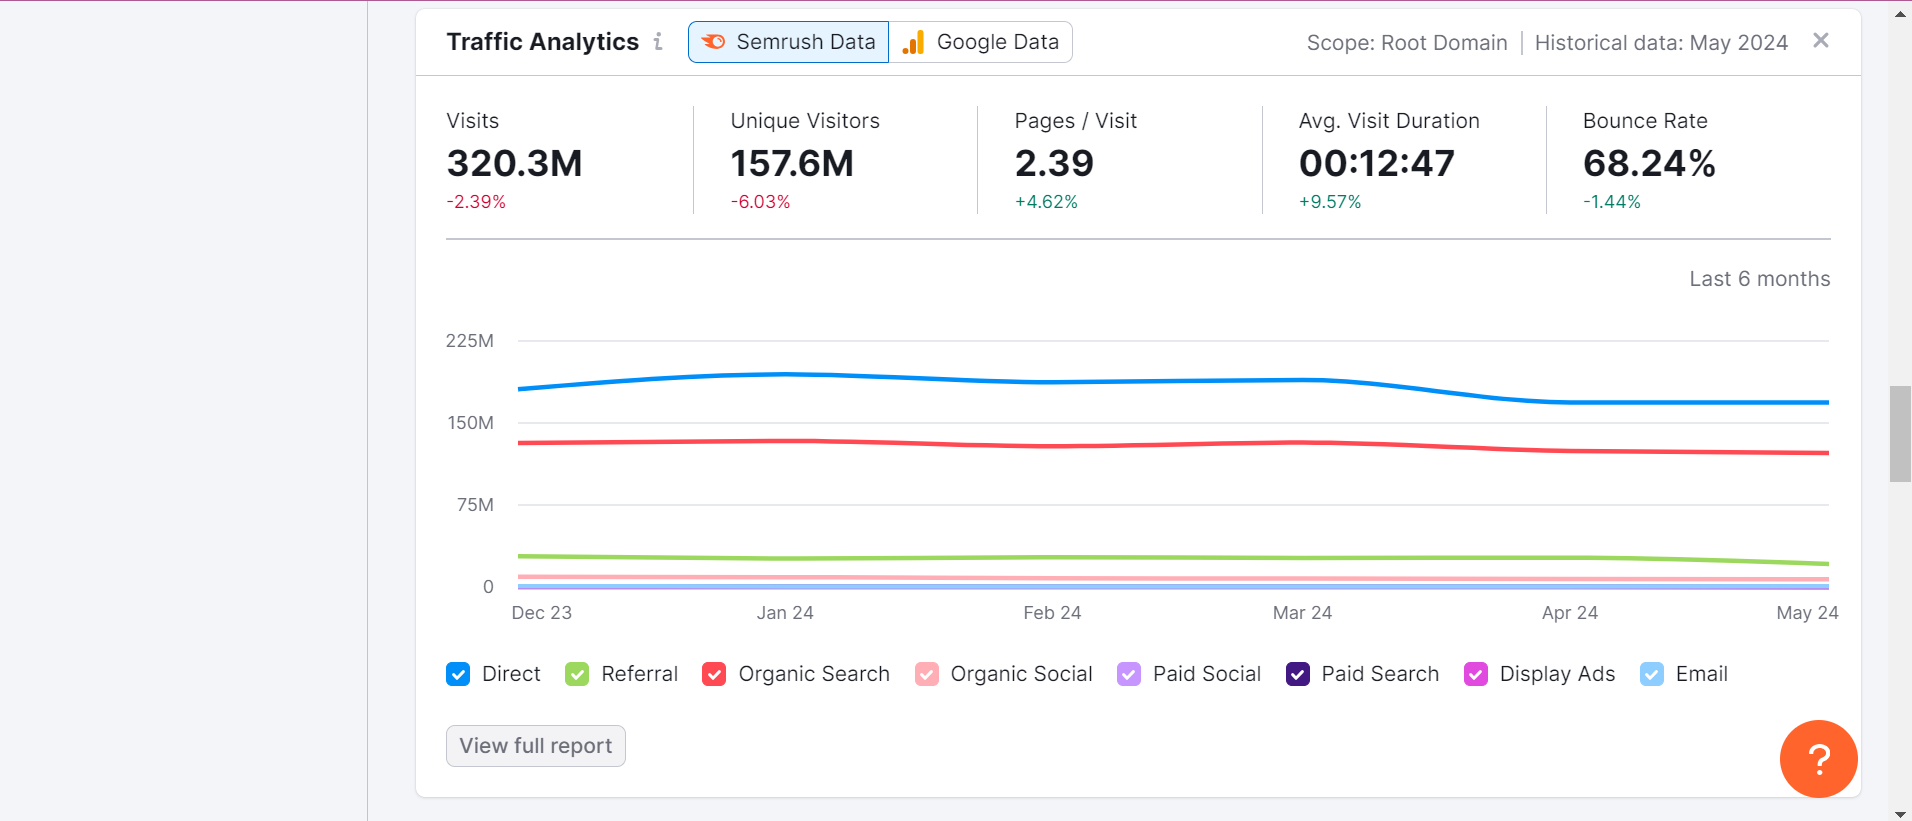 Traffic Analytics i Semrush Data Google Data Scope: Root Domain Historical data: May 2024
Visits Unique Visitors Pages / Visit Avg. Visit Duration Bounce Rate
320.3M 157.6M 2.39 00:12:47 68.24%
-2.39% -6.03% +4.62% +9.57% -1.44%
Last 6 months
225M
150M
75M
0
Dec 23 Jan 24 Feb 24 Mar 24 Apr 24 May 24
Direct Referral Organic Search Organic Social Paid Social Paid Search Display Ads Email
View full report
?